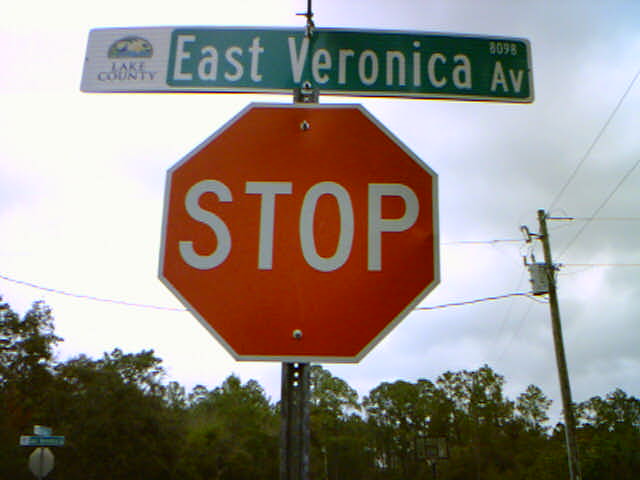 LAKE
COUNTY
East Veronica Av
8098
STOP